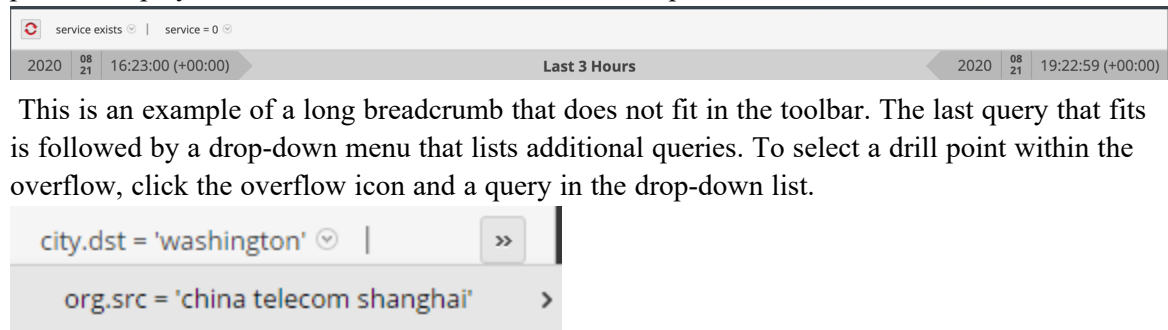 service exists | service = 0
2020 08 21 16:23:00 (+00:00) Last 3 Hours 2020 08 21 19:22:59 (+00:00)
This is an example of a long breadcrumb that does not fit in the toolbar. The last query that fits
is followed by a drop-down menu that lists additional queries. To select a drill point within the
overflow, click the overflow icon and a query in the drop-down list.
city.dst = 'washington' | »
org.src = 'china telecom shanghai' ›